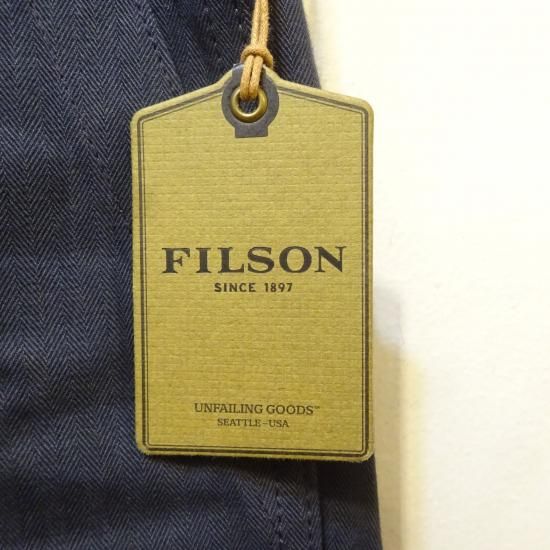 FILSON
SINCE 1897
UNFAILING GOODS™
SEATTLE-USA